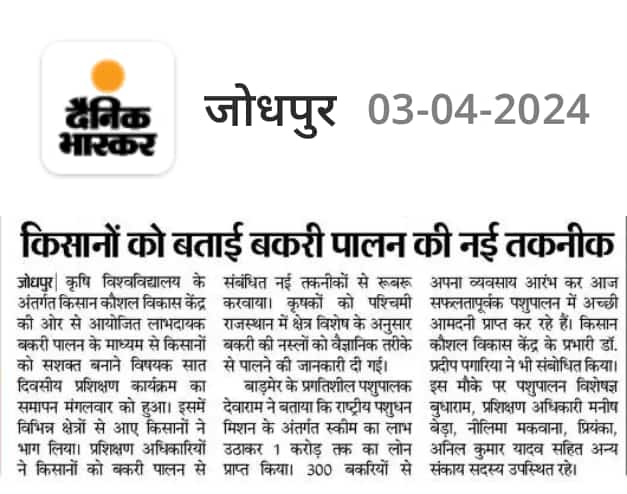 दैनिक
भास्कर
जोधपुर 03-04-2024
किसानों को बताई बकरी पालन की नई तकनीक
जोधपुर| कृषि विश्वविद्यालय के
अंतर्गत किसान कौशल विकास केंद्र
की ओर से आयोजित लाभदायक
बकरी पालन के माध्यम से किसानों
को सशक्त बनाने विषयक सात
दिवसीय प्रशिक्षण कार्यक्रम का
समापन मंगलवार को हुआ। इसमें
विभिन्न क्षेत्रों से आए किसानों ने
भाग लिया। प्रशिक्षण अधिकारियों
ने किसानों को बकरी पालन से
संबंधित नई तकनीकों से रूबरू
करवाया। कृषकों को पश्चिमी
राजस्थान में क्षेत्र विशेष के अनुसार
बकरी की नस्लों को वैज्ञानिक तरीके
से पालने की जानकारी दी गई।
बाड़मेर के प्रगतिशील पशुपालक
देवाराम ने बताया कि राष्ट्रीय पशुधन
मिशन के अंतर्गत स्कीम का लाभ
उठाकर 1 करोड़ तक का लोन
प्राप्त किया। 300 बकरियों से
अपना व्यवसाय आरंभ कर आज
सफलतापूर्वक पशुपालन में अच्छी
आमदनी प्राप्त कर रहे हैं। किसान
कौशल विकास केंद्र के प्रभारी डॉ.
प्रदीप पगारिया ने भी संबोधित किया।
इस मौके पर पशुपालन विशेषज्ञ
बुधाराम, प्रशिक्षण अधिकारी मनीष
बेड़ा, नीलिमा मकवाना, प्रियंका,
अनिल कुमार यादव सहित अन्य
संकाय सदस्य उपस्थित रहे।